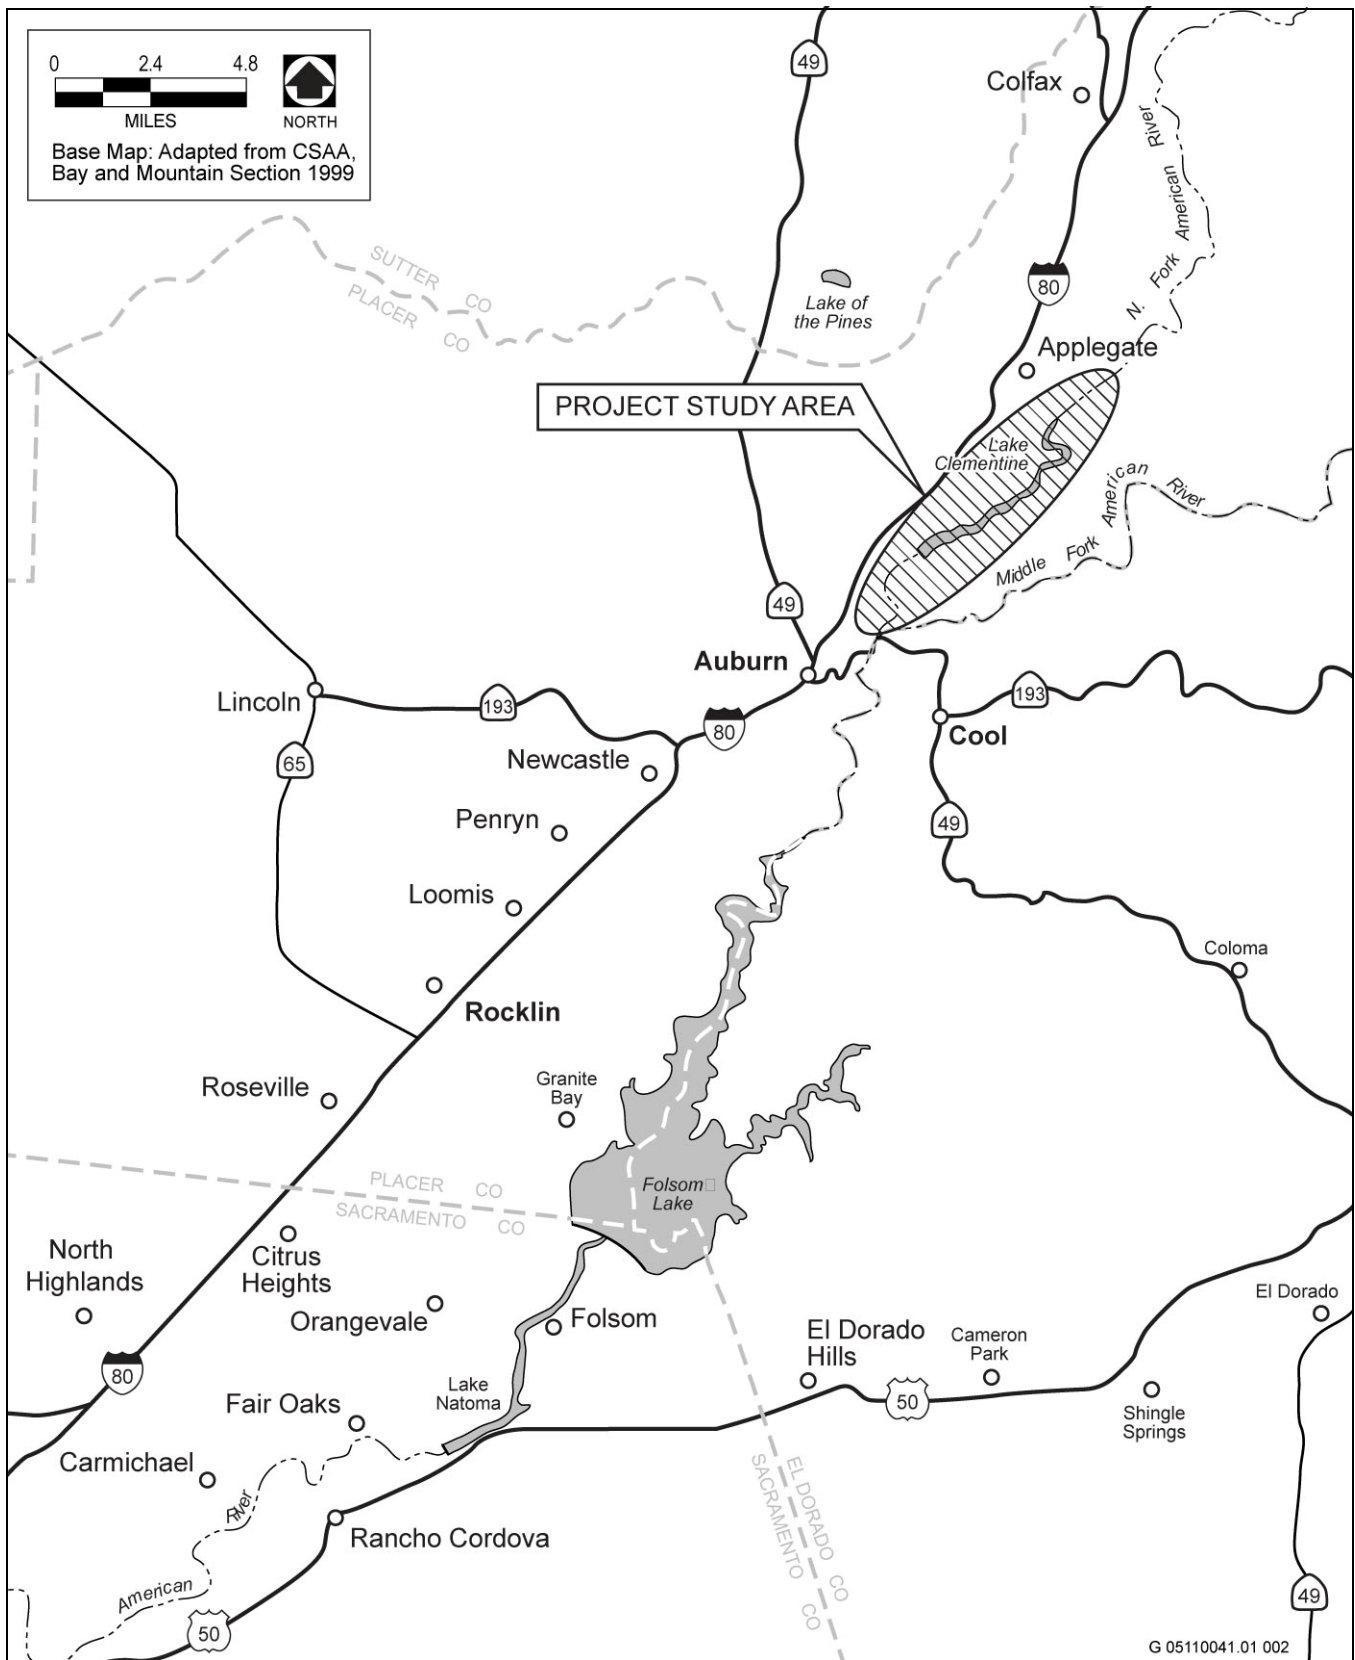 0 2.4 4.8
MILES
NORTH
Base Map: Adapted from CSAA,
Bay and Mountain Section 1999
49
Colfax
N. Fork American River
SUTTER CO
PLACER CO
Lake of
the Pines
80
Applegate
PROJECT STUDY AREA
Lake
Clementine
Middle Fork American River
49
Auburn
Lincoln
193
193
80
Cool
65
Newcastle
Penryn
49
Loomis
Coloma
Rocklin
Roseville
Granite
Bay
PLACER CO
SACRAMENTO CO
Folsom
Lake
North
Highlands
Citrus
Heights
Orangevale
Folsom
El Dorado
El Dorado
Hills
Cameron
Park
80
Lake
Natoma
50
Fair Oaks
Shingle
Springs
Carmichael
EL DORADO CO
SACRAMENTO CO
Rancho Cordova
American River
49
50
G 05110041.01 002